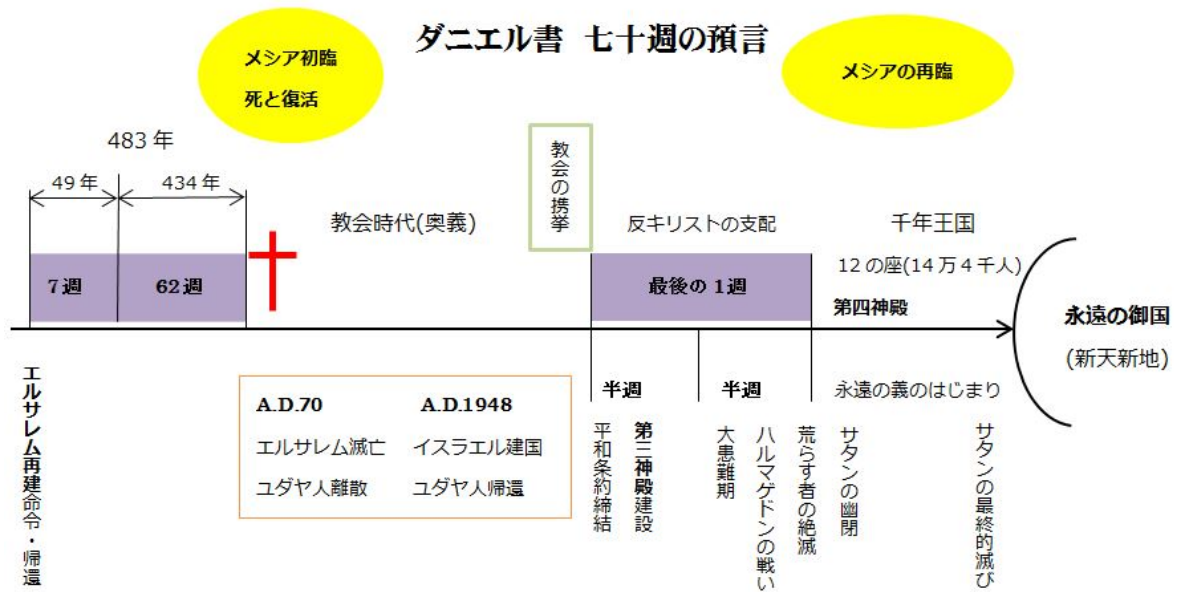 ダニエル書 七十週の預言
メシア初臨
死と復活
メシアの再臨
483年
49年
434年
教会の携挙
教会時代(奥義)
反キリストの支配
千年王国
7週
62週
最後の1週
12の座(14万4千人)
第四神殿
永遠の御国
(新天新地)
エルサレム再建命令・帰還
A.D.70
エルサレム滅亡
ユダヤ人離散
A.D.1948
イスラエル建国
ユダヤ人帰還
半週
半週
永遠の義のはじまり
平和条約締結
第三神殿建設
大患難期
ハルマゲドンの戦い
荒らす者の絶滅
サタンの幽閉
サタンの最終的滅び